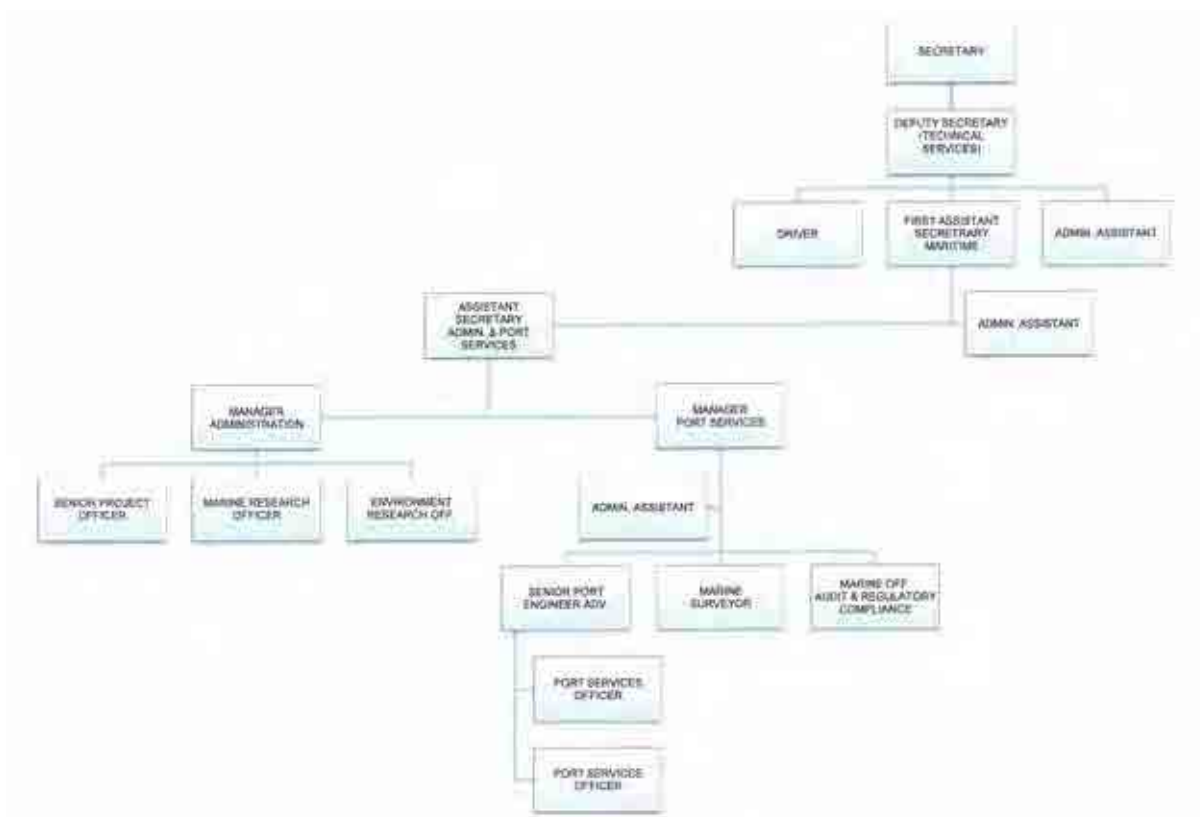 SECRETARY
DEPUTY SECRETARY
(TECHNICAL
SERVICES)
DRIVER
FIRST ASSISTANT
SECRETRARY
MARITIME
ADMIN. ASSISTANT
ASSISTANT
SECRETARY
ADMIN. & PORT
SERVICES
ADMIN. ASSISTANT
MANAGER
ADMINISTRATION
MANAGER
PORT SERVICES
SENIOR PROJECT
OFFICER
MARINE RESEARCH
OFFICER
ENVIRONMENT
RESEARCH OFF
ADMIN. ASSISTANT
SENIOR PORT
ENGINEER ADV.
MARINE
SURVEYOR
MARINE OFF
AUDIT & REGULATORY
COMPLIANCE
PORT SERVICES
OFFICER
PORT SERVICES
OFFICER